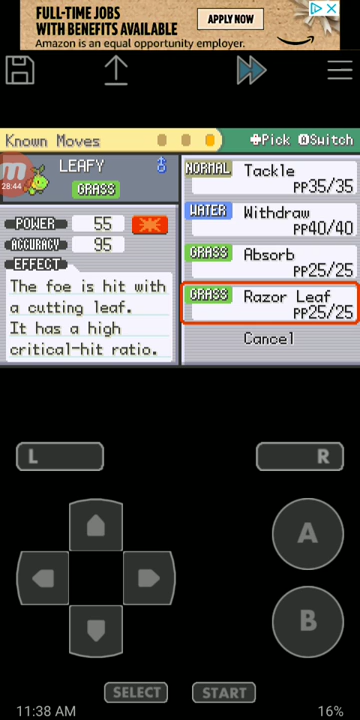 FULL-TIME JOBS
WITH BENEFITS AVAILABLE
Amazon is an equal opportunity employer.
APPLY NOW
Known Moves
Pick Switch
28:44
LEAFY
GRASS
POWER 55
ACCURACY 95
EFFECT
The foe is hit with
a cutting leaf.
It has a high
critical-hit ratio.
NORMAL Tackle
PP35/35
WATER Withdraw
PP40/40
GRASS Absorb
PP25/25
GRASS Razor Leaf
PP25/25
Cancel
L
R
A
B
SELECT
START
11:38 AM
16%